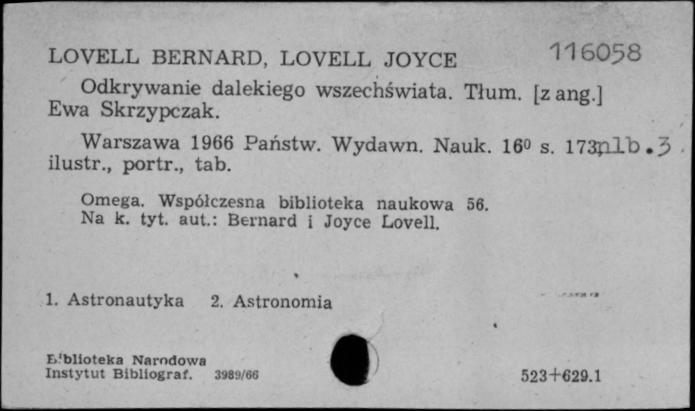 LOVELL BERNARD, LOVELL JOYCE 116058
Odkrywanie dalekiego wszechświata. Tłum. [z ang.]
Ewa Skrzypczak.
Warszawa 1966 Państw. Wydawn. Nauk. 16⁰ s. 173, nlb. 3
ilustr., portr., tab.
Omega. Współczesna biblioteka naukowa 56.
Na k. tyt. aut.: Bernard i Joyce Lovell.
1. Astronautyka 2. Astronomia
Biblioteka Narodowa
Instytut Bibliograf. 3989/66 523+629.1